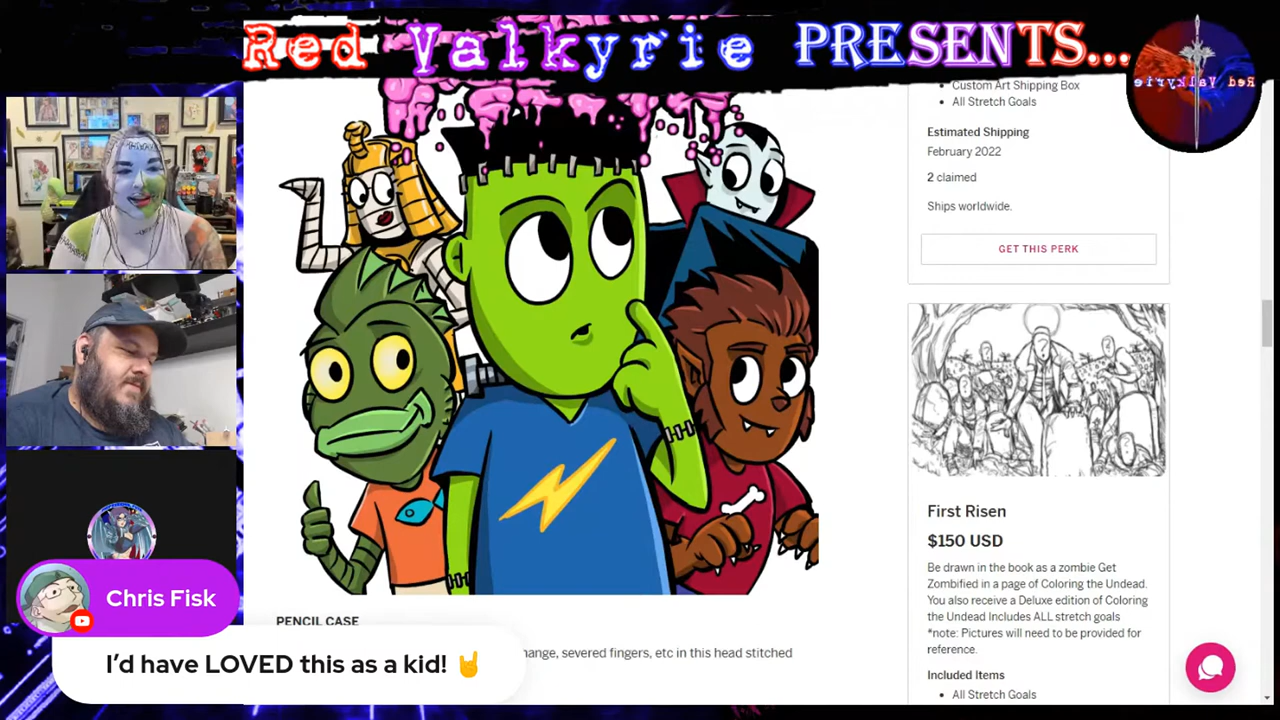 Red Valkyrie PRESENTS...
Red Valkyrie
Custom Art Shipping Box
All Stretch Goals
Estimated Shipping
February 2022
2 claimed
Ships worldwide.
GET THIS PERK
First Risen
$150 USD
Be drawn in the book as a zombie Get
Zombified in a page of Coloring the Undead.
You also receive a Deluxe edition of Coloring
the Undead Includes ALL stretch goals
*note: Pictures will need to be provided for
reference.
Included Items
All Stretch Goals
PENCIL CASE
severed fingers, etc in this head stitched
Chris Fisk
I'd have LOVED this as a kid! 🤘